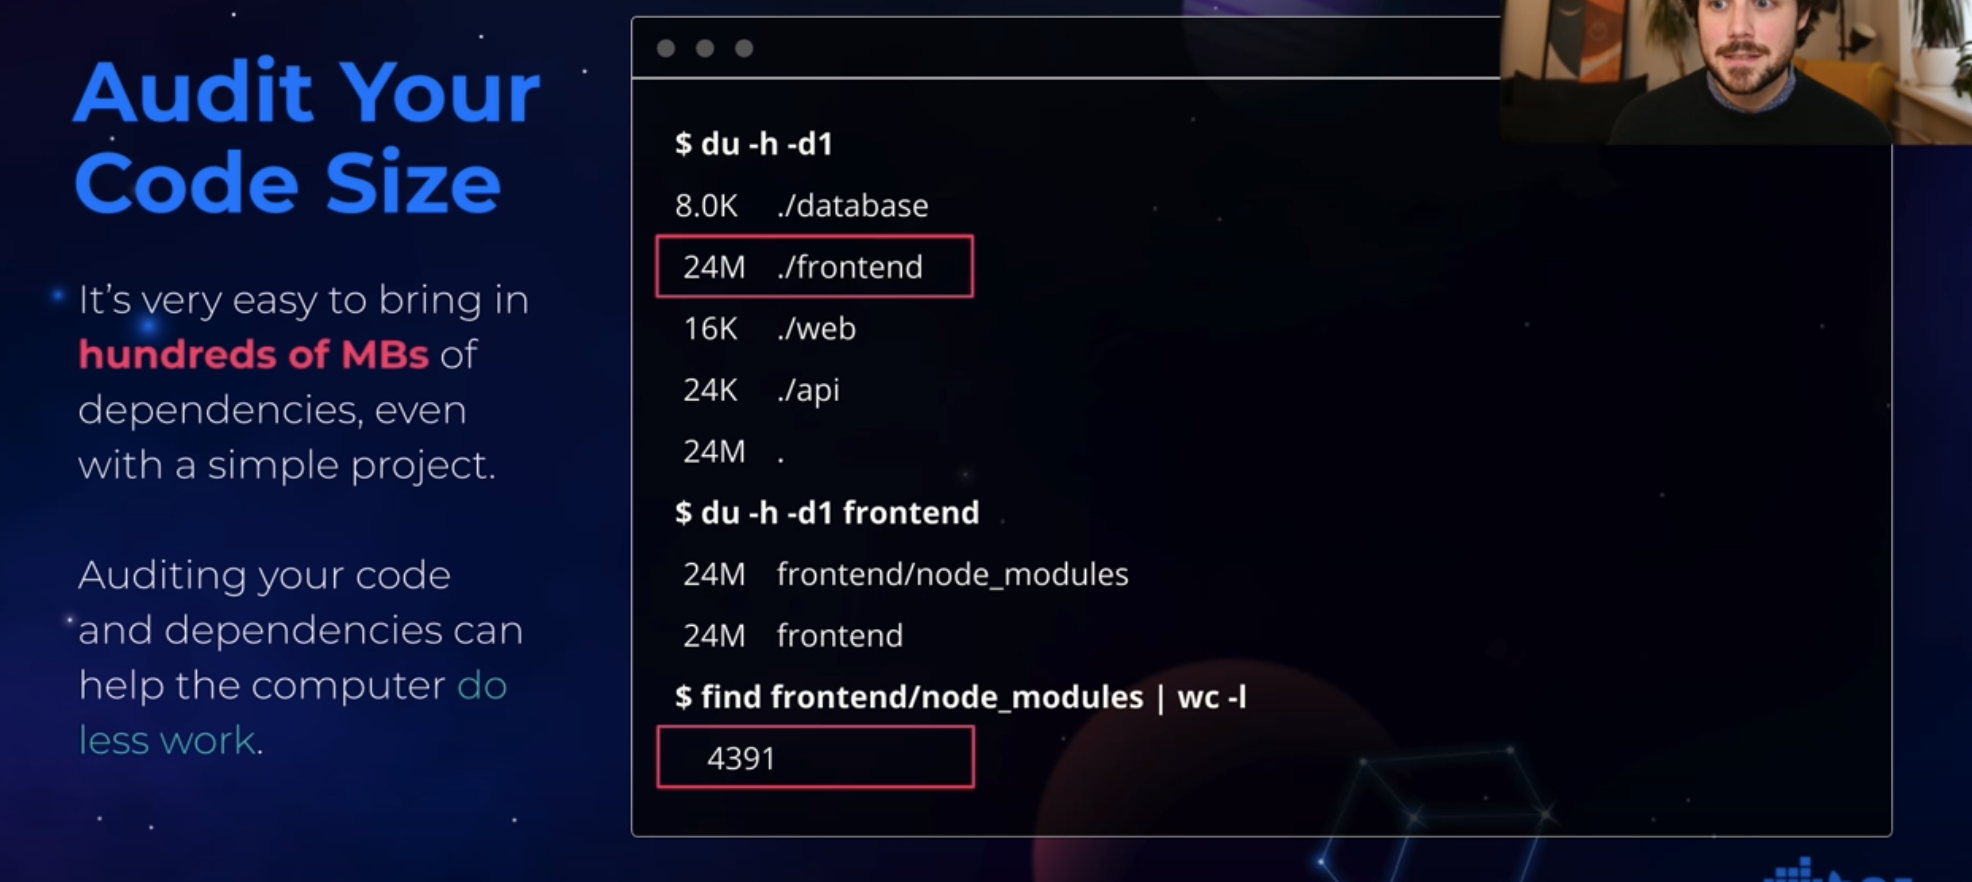 Audit Your
Code Size
It's very easy to bring in
hundreds of MBs of
dependencies, even
with a simple project.
Auditing your code
and dependencies can
help the computer do
less work.
$ du -h -d1
8.0K ./database
24M ./frontend
16K ./web
24K ./api
24M .
$ du -h -d1 frontend
24M frontend/node_modules
24M frontend
$ find frontend/node_modules | wc -l
4391